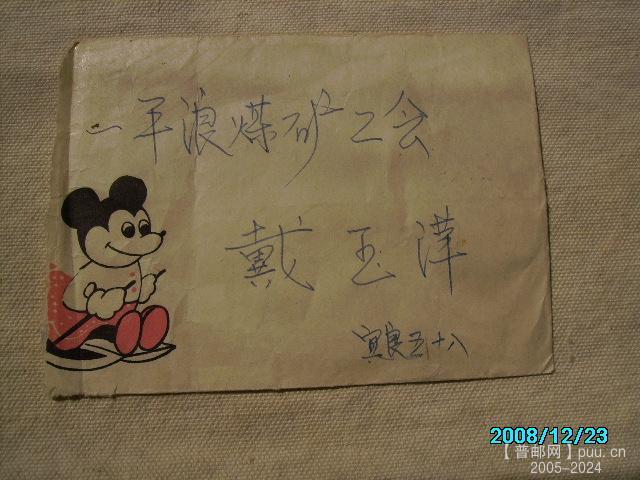 一平浪煤矿工会
戴玉萍
宜良五十八
2008/12/23
【普邮网】puu.cn
2005-2024